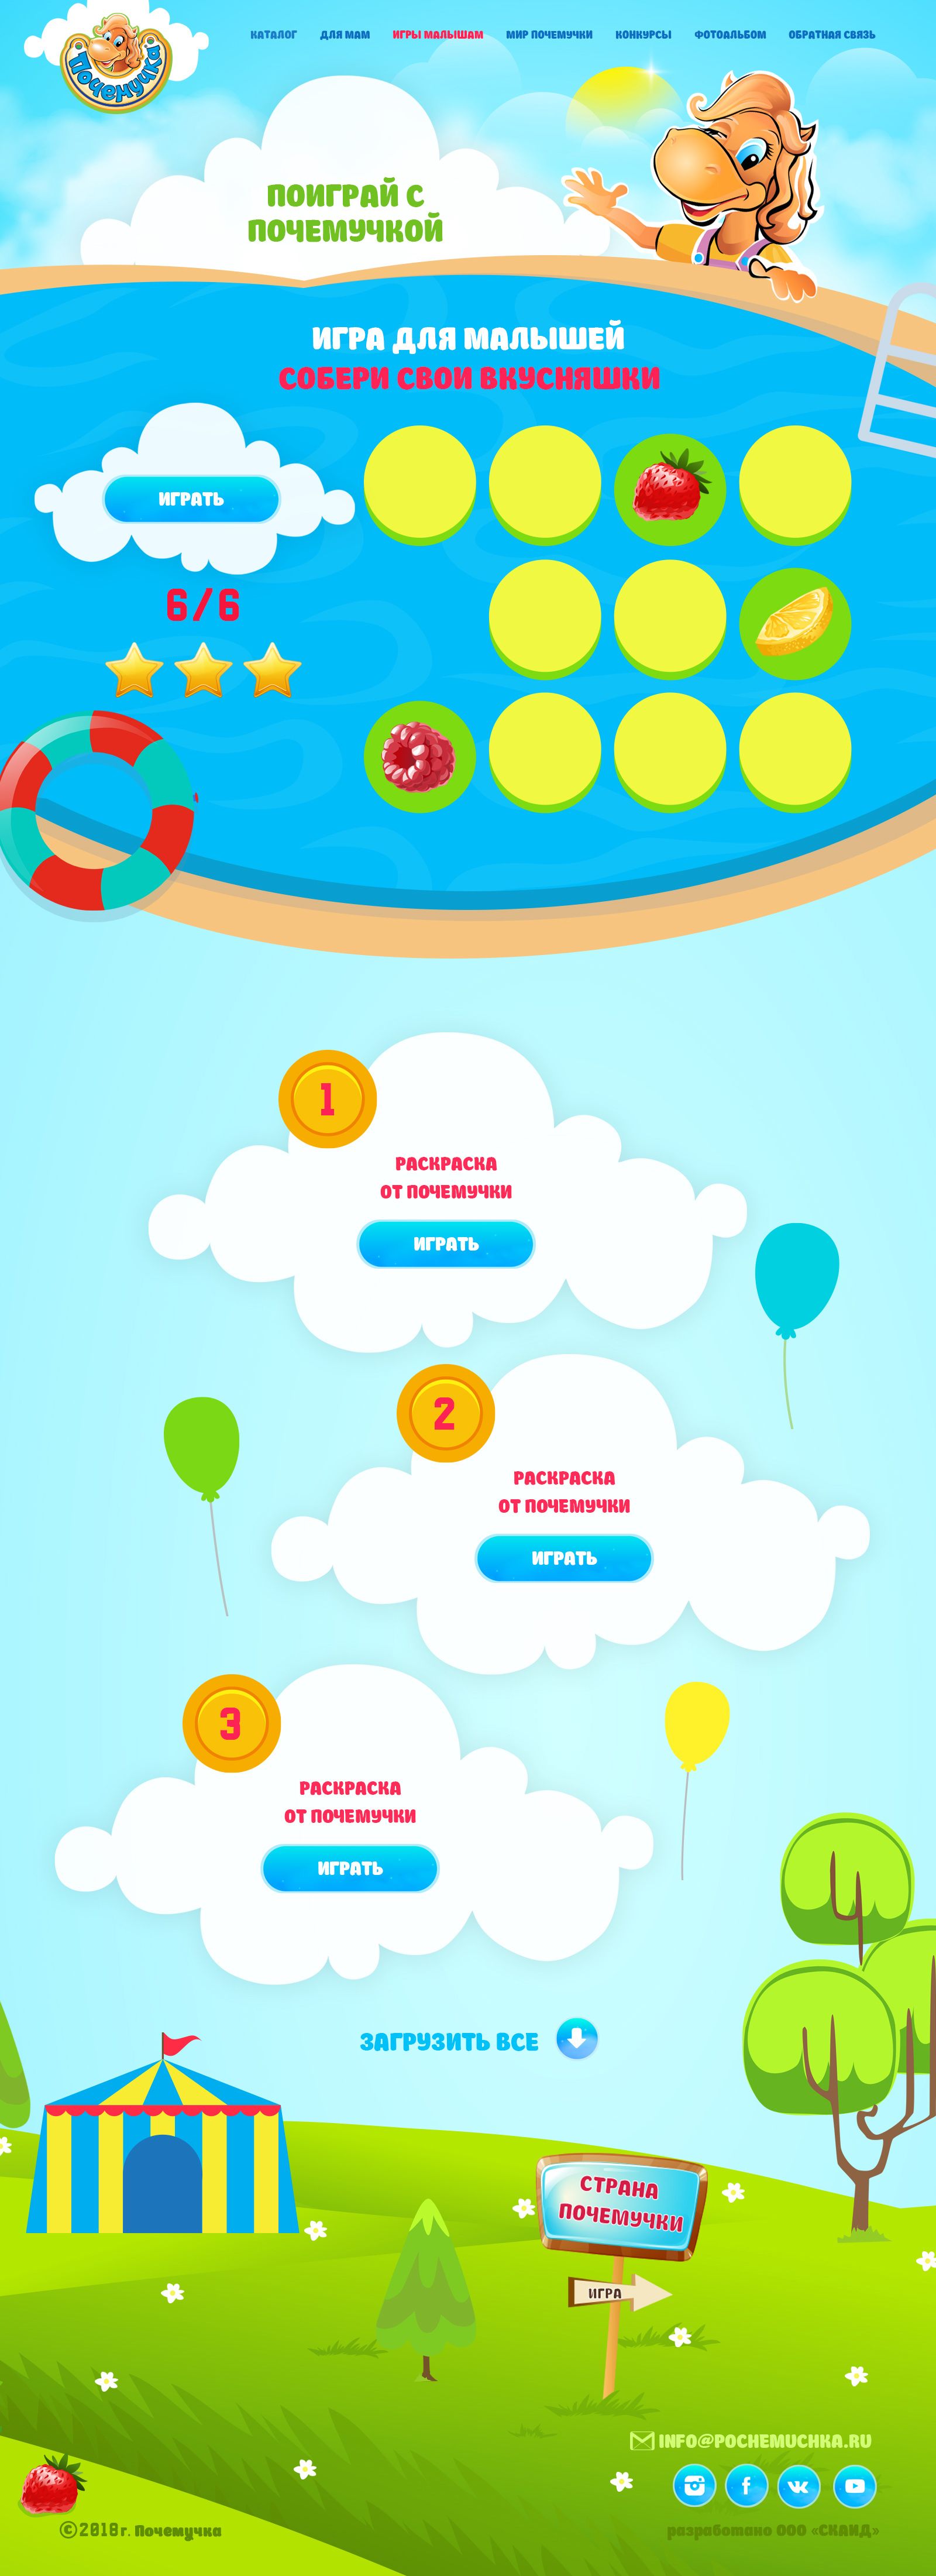 Почемучка
КАТАЛОГ ДЛЯ МАМ ИГРЫ МАЛЫШАМ МИР ПОЧЕМУЧКИ КОНКУРСЫ ФОТОАЛЬБОМ ОБРАТНАЯ СВЯЗЬ
ПОИГРАЙ С
ПОЧЕМУЧКОЙ
ИГРА ДЛЯ МАЛЫШЕЙ
СОБЕРИ СВОИ ВКУСНЯШКИ
ИГРАТЬ
6/6
1
РАСКРАСКА
ОТ ПОЧЕМУЧКИ
ИГРАТЬ
2
РАСКРАСКА
ОТ ПОЧЕМУЧКИ
ИГРАТЬ
3
РАСКРАСКА
ОТ ПОЧЕМУЧКИ
ИГРАТЬ
ЗАГРУЗИТЬ ВСЕ
СТРАНА
ПОЧЕМУЧКИ
ИГРА
INFO@POCHEMUCHKA.RU
©2018г. Почемучка
разработано ООО «СКАИД»